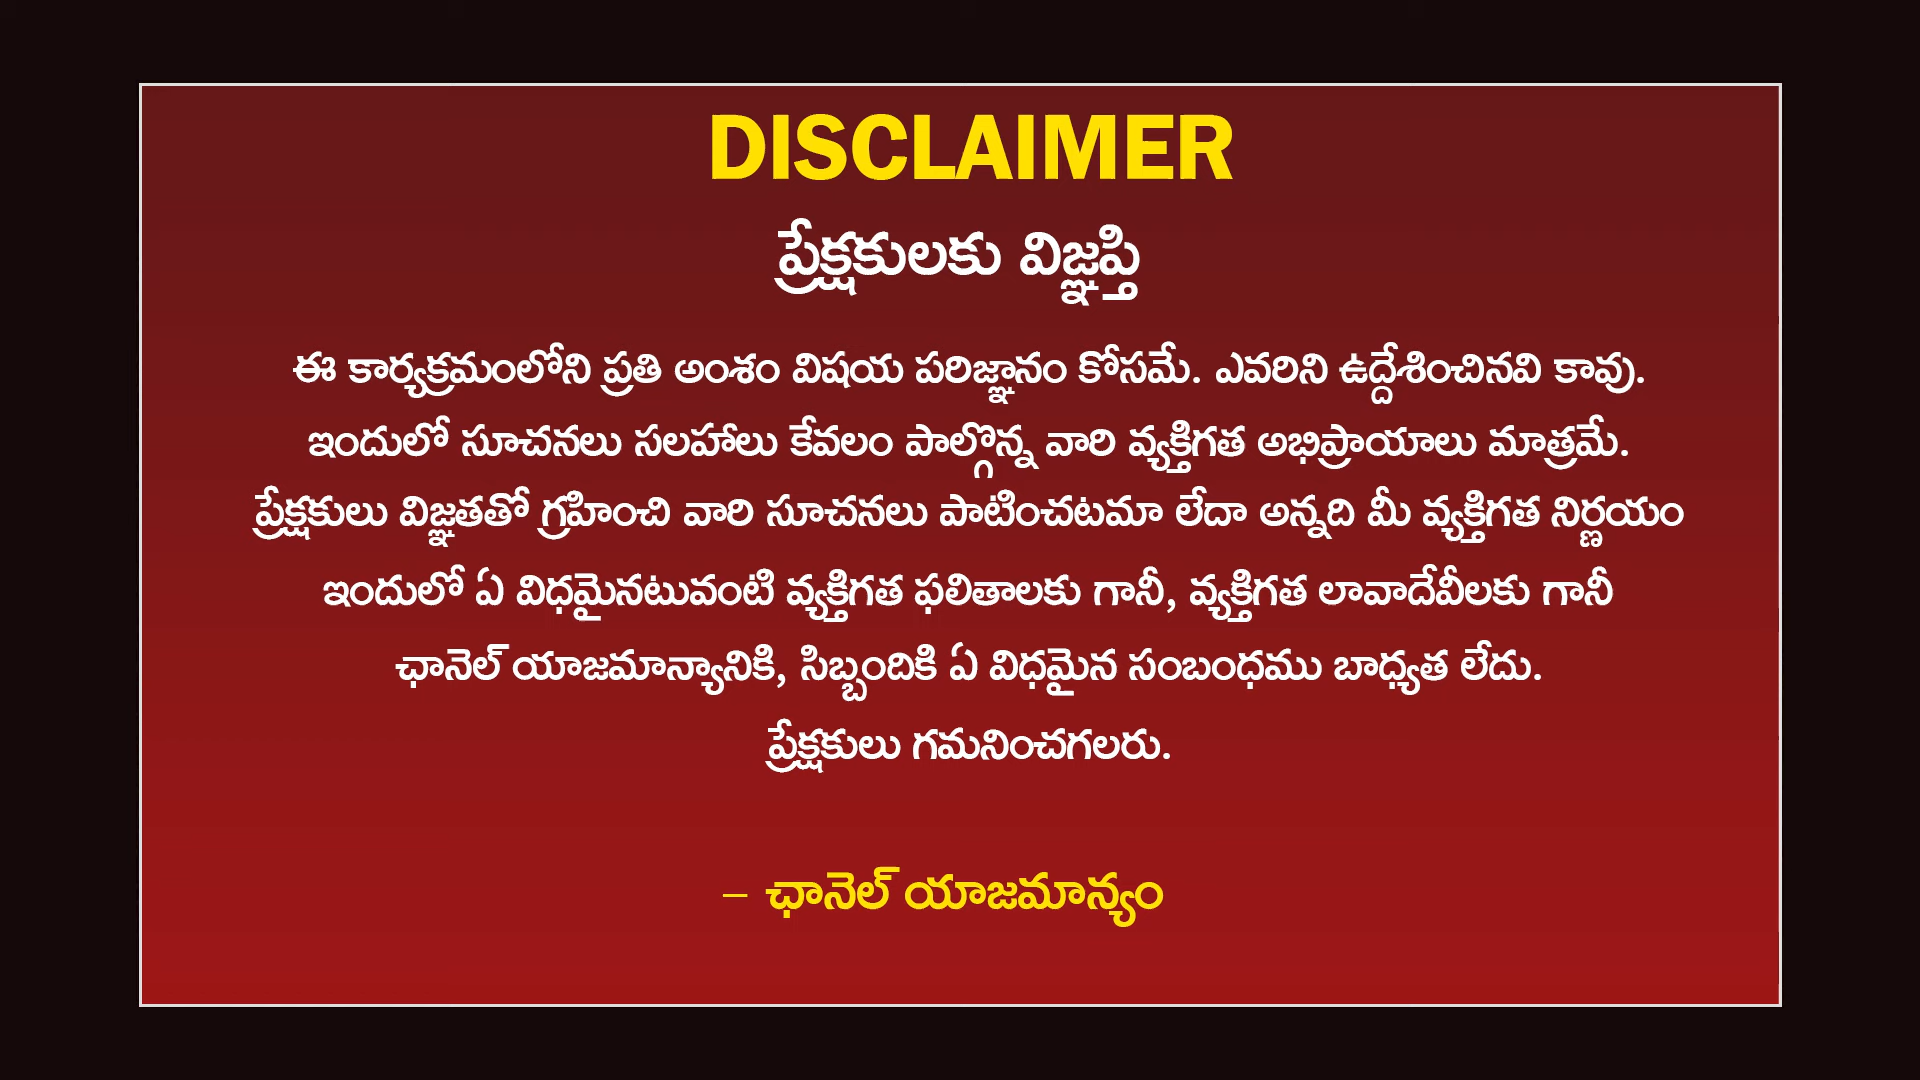 DISCLAIMER
ప్రేక్షకులకు విజ్ఞప్తి
ఈ కార్యక్రమంలోని ప్రతి అంశం విషయ పరిజ్ఞానం కోసమే. ఎవరిని ఉద్దేశించినవి కావు.
ఇందులో సూచనలు సలహాలు కేవలం పాల్గొన్న వారి వ్యక్తిగత అభిప్రాయాలు మాత్రమే.
ప్రేక్షకులు విజ్ఞతతో గ్రహించి వారి సూచనలు పాటించటమా లేదా అన్నది మీ వ్యక్తిగత నిర్ణయం
ఇందులో ఏ విధమైనటువంటి వ్యక్తిగత ఫలితాలకు గానీ, వ్యక్తిగత లావాదేవీలకు గానీ
ఛానెల్ యాజమాన్యానికి, సిబ్బందికి ఏ విధమైన సంబంధము బాధ్యత లేదు.
ప్రేక్షకులు గమనించగలరు.
– ఛానెల్ యాజమాన్యం